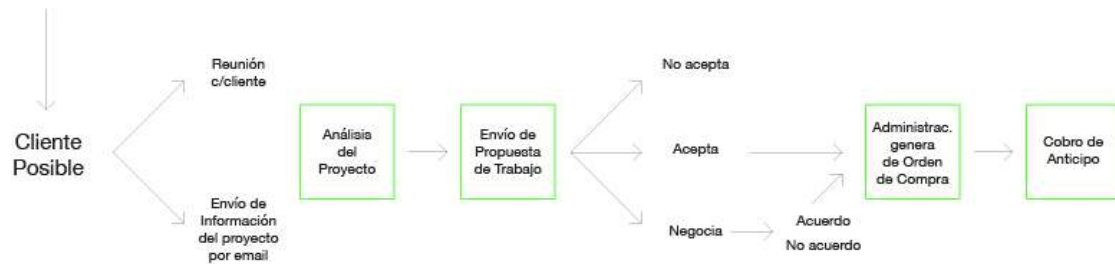 Cliente
Posible
Reunión
c/cliente
Envío de
Información
del proyecto
por email
Análisis
del
Proyecto
Envío de
Propuesta
de Trabajo
No acepta
Acepta
Negocia
Acuerdo
No acuerdo
Administrac.
genera
de Orden
de Compra
Cobro de
Anticipo